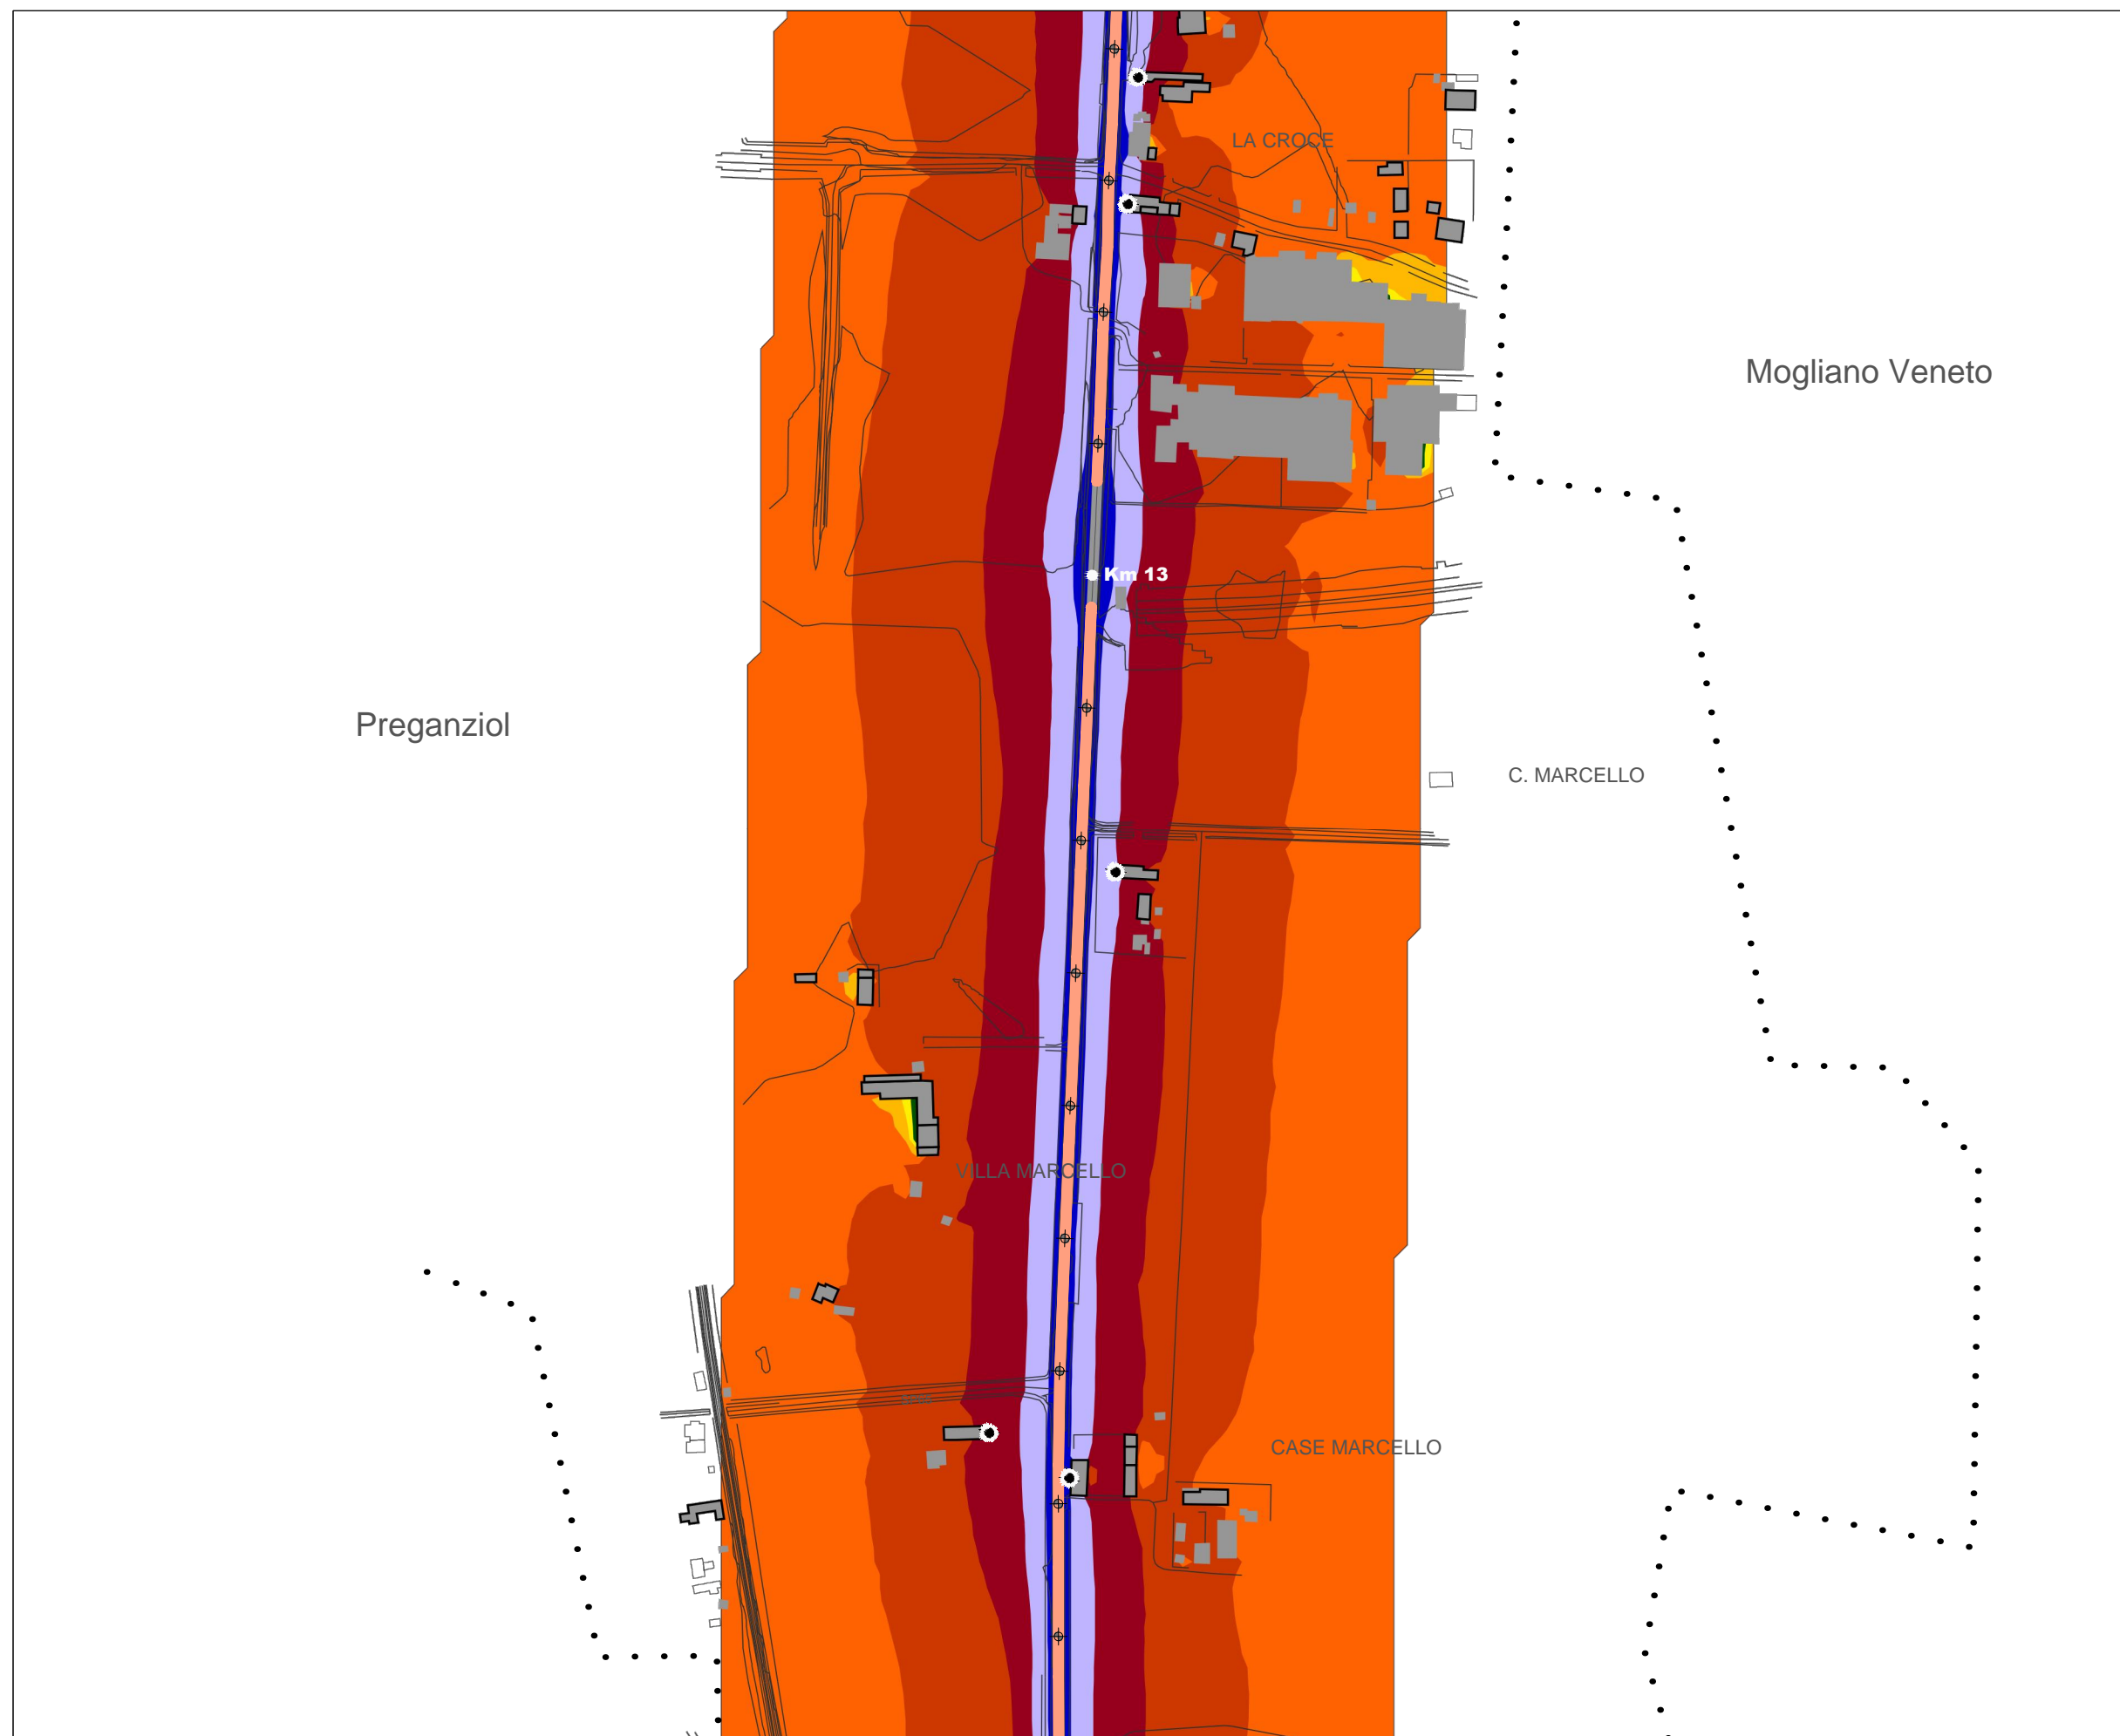 LA CROCE
Mogliano Veneto
Km 13
Preganziol
C. MARCELLO
VILLA MARCELLO
CASE MARCELLO